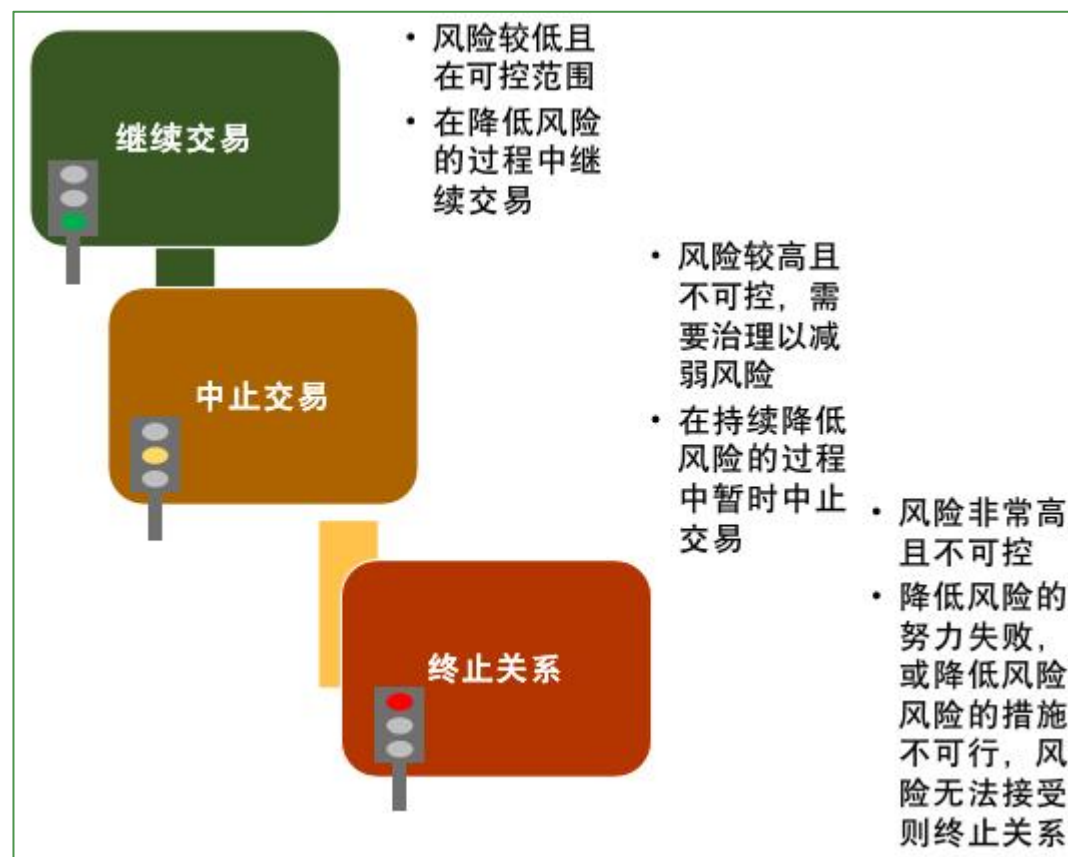 继续交易
• 风险较低且
在可控范围
• 在降低风险
的过程中继
续交易
中止交易
• 风险较高且
不可控，需
要治理以减
弱风险
• 在持续降低
风险的过程
中暂时中止
交易
终止关系
• 风险非常高
且不可控
• 降低风险的
努力失败，
或降低风险
风险的措施
不可行，风
险无法接受
则终止关系